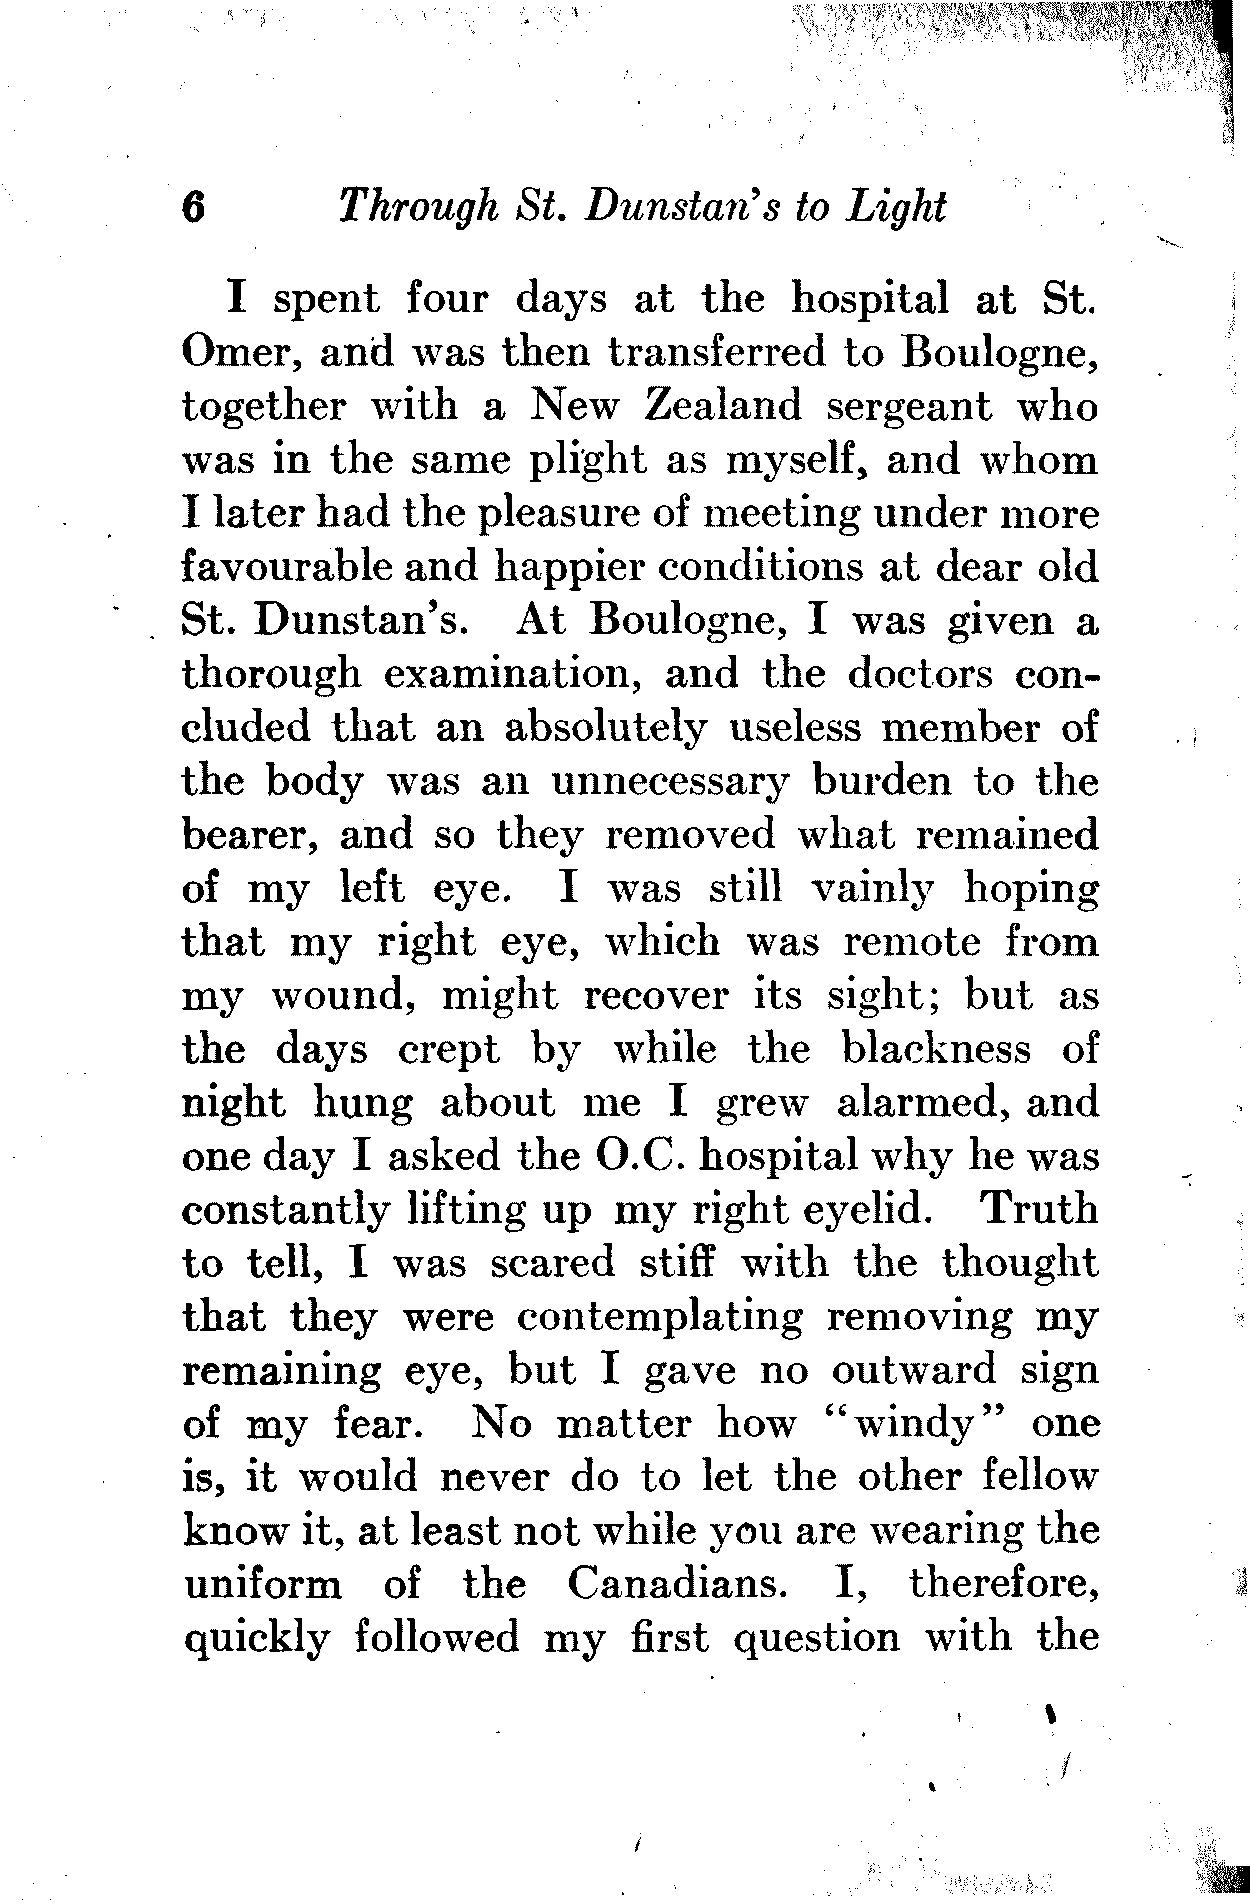 6 Through St. Dunstan's to Light
I spent four days at the hospital at St.
Omer, and was then transferred to Boulogne,
together with a New Zealand sergeant who
was in the same plight as myself, and whom
I later had the pleasure of meeting under more
favourable and happier conditions at dear old
St. Dunstan's. At Boulogne, I was given a
thorough examination, and the doctors con-
cluded that an absolutely useless member of
the body was an unnecessary burden to the
bearer, and so they removed what remained
of my left eye. I was still vainly hoping
that my right eye, which was remote from
my wound, might recover its sight; but as
the days crept by while the blackness of
night hung about me I grew alarmed, and
one day I asked the O.C. hospital why he was
constantly lifting up my right eyelid. Truth
to tell, I was scared stiff with the thought
that they were contemplating removing my
remaining eye, but I gave no outward sign
of my fear. No matter how "windy" one
is, it would never do to let the other fellow
know it, at least not while you are wearing the
uniform of the Canadians. I, therefore,
quickly followed my first question with the